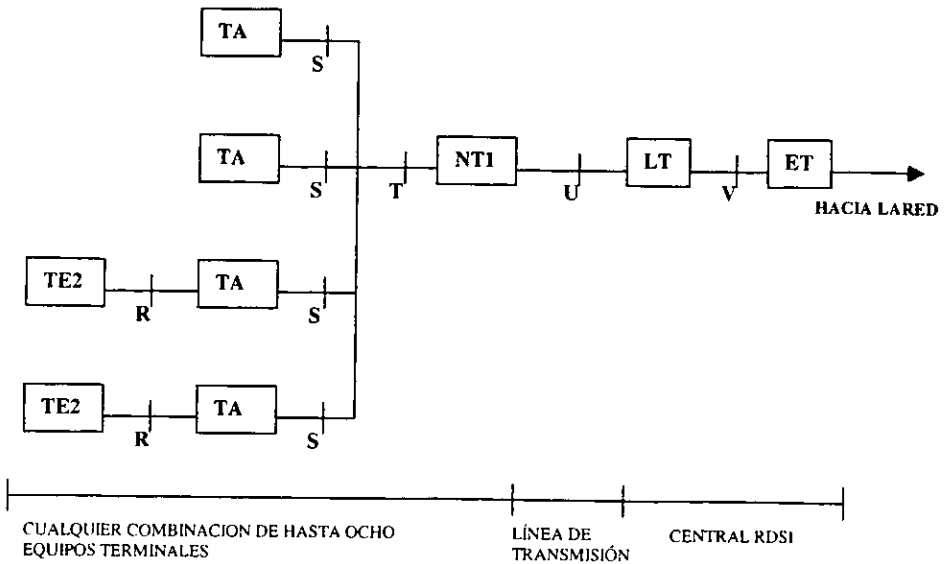 TA
S
TA
S
T
NT1
U
LT
V
ET
HACIA LARED
TE2
R
TA
S
TE2
R
TA
S
CUALQUIER COMBINACION DE HASTA OCHO
EQUIPOS TERMINALES
LÍNEA DE
TRANSMISIÓN
CENTRAL RDSI